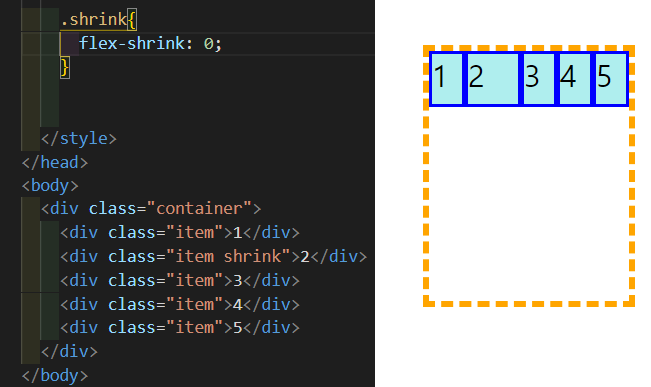 .shrink{
flex-shrink: 0;
}
</style>
</head>
<body>
<div class="container">
<div class="item">1</div>
<div class="item shrink">2</div>
<div class="item">3</div>
<div class="item">4</div>
<div class="item">5</div>
</div>
</body>
1 2 3 4 5